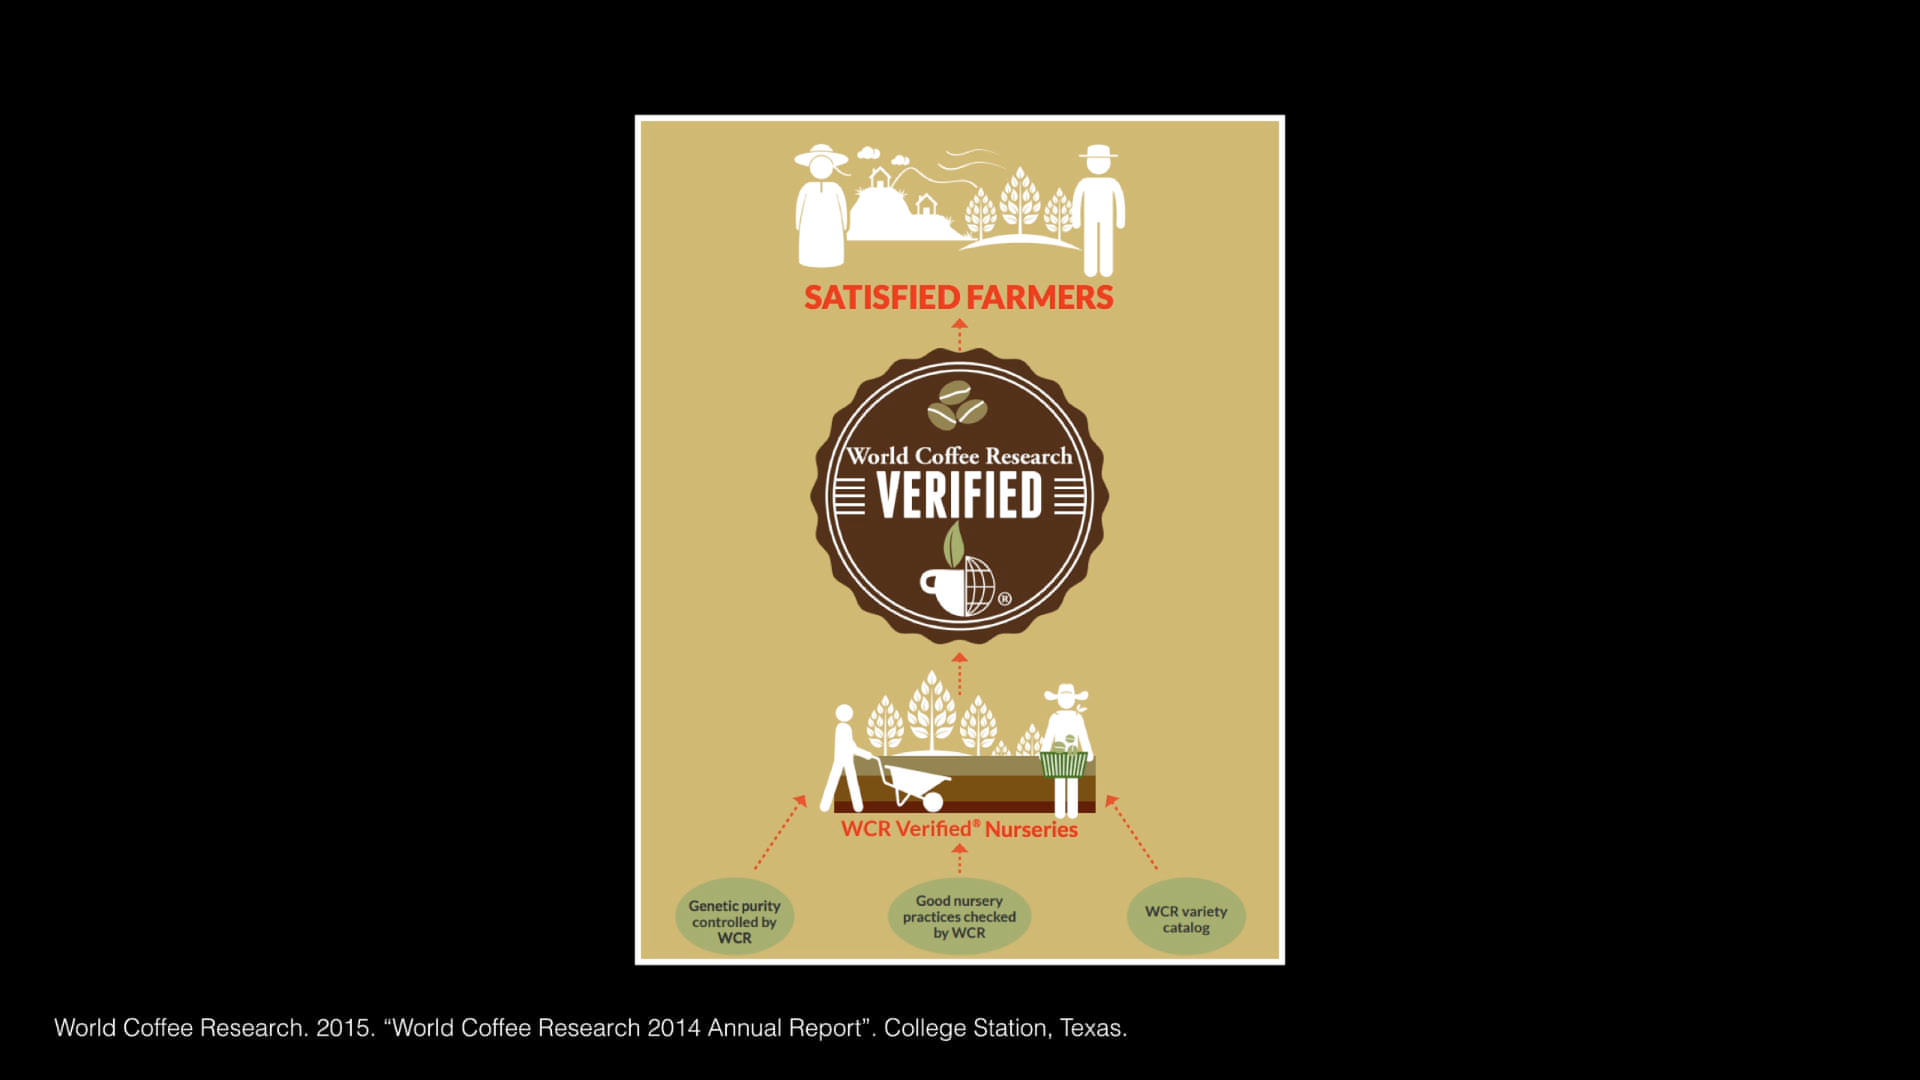 SATISFIED FARMERS
World Coffee Research
VERIFIED
®
WCR Verified® Nurseries
Genetic purity
controlled by
WCR
Good nursery
practices checked
by WCR
WCR variety
catalog
World Coffee Research. 2015. “World Coffee Research 2014 Annual Report”. College Station, Texas.